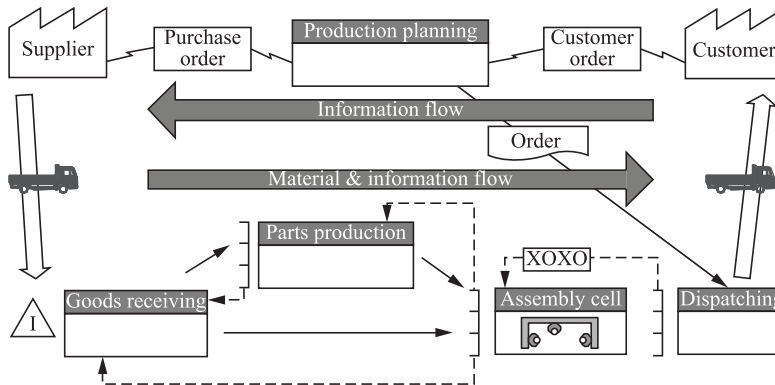 Supplier
Purchase
order
Production planning
Customer
order
Customer
Information flow
Order
Material & information flow
Parts production
XOXO
I
Goods receiving
Assembly cell
Dispatching